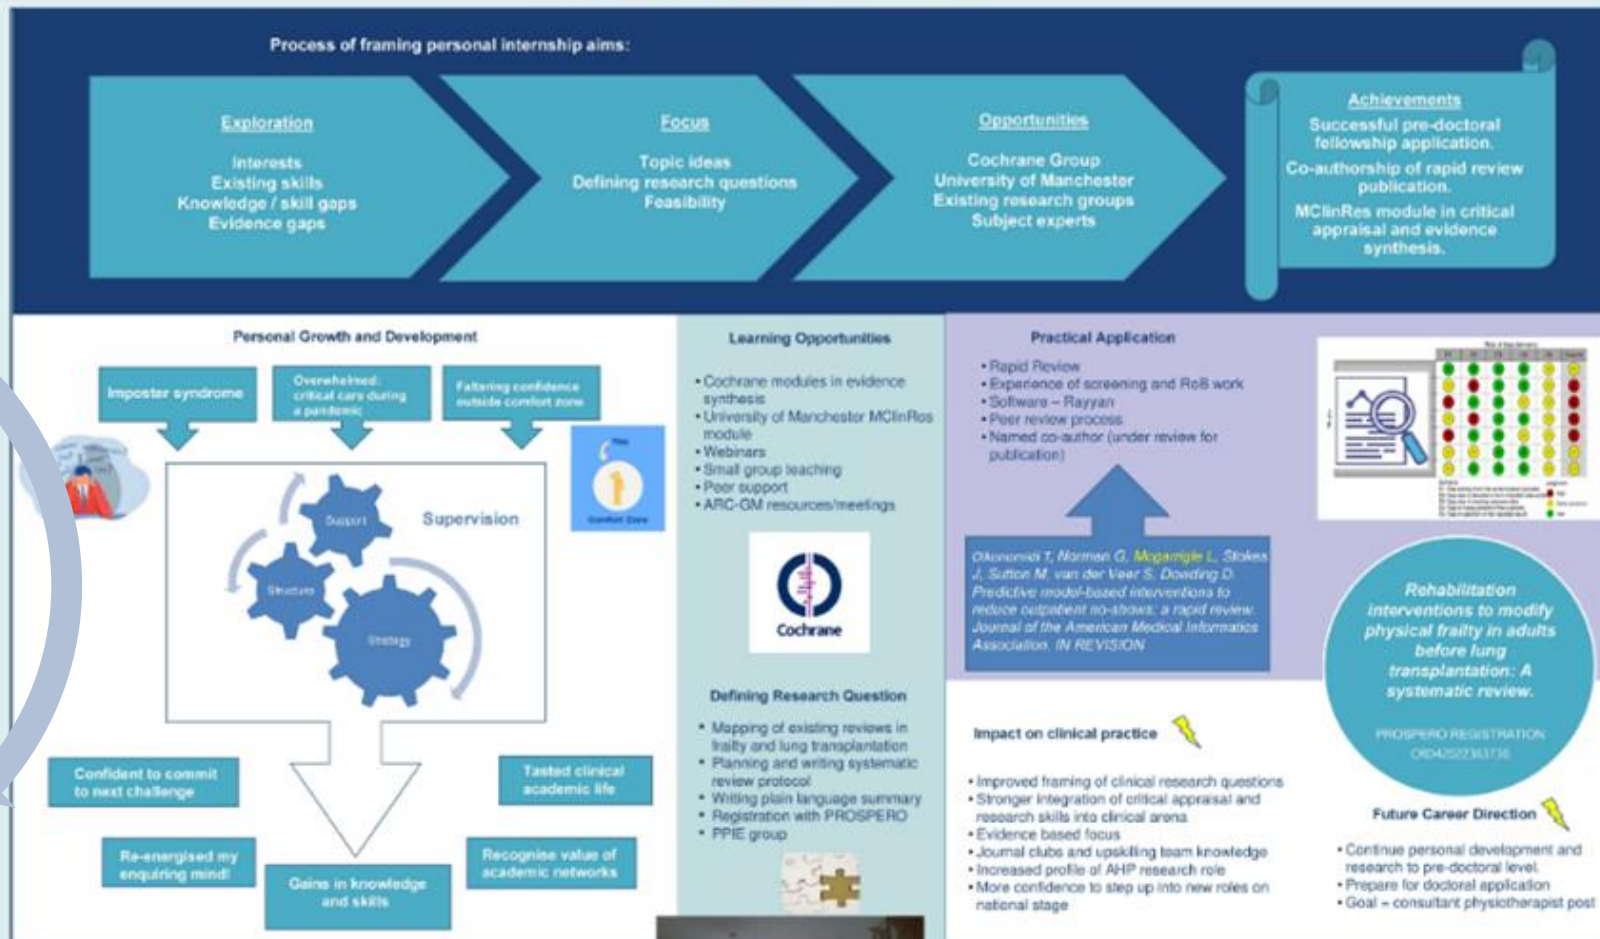 Process of framing personal internship aims:
Exploration
Interests
Existing skills
Knowledge / skill gaps
Evidence gaps
Focus
Topic ideas
Defining research questions
Feasibility
Opportunities
Cochrane Group
University of Manchester
Existing research groups
Subject experts
Achievements
Successful pre-doctoral
fellowship application.
Co-authorship of rapid review
publication.
MClinRes module in critical
appraisal and evidence
synthesis.
Personal Growth and Development
Imposter syndrome
Overwhelmed:
critical care during
a pandemic
Faltering confidence
outside comfort zone
Support
Supervision
Structure
Strategy
Comfort Zone
Confident to commit
to next challenge
Tasted clinical
academic life
Re-energised my
enquiring mind!
Gains in knowledge
and skills
Recognise value of
academic networks
Learning Opportunities
• Cochrane modules in evidence
synthesis
• University of Manchester MClinRes
module
• Webinars
• Small group teaching
• Peer support
• ARC-GM resources/meetings
Cochrane
Defining Research Question
• Mapping of existing reviews in
frailty and lung transplantation
• Planning and writing systematic
review protocol
• Writing plain language summary
• Registration with PROSPERO
• PPIE group
Practical Application
• Rapid Review
• Experience of screening and RoB work
• Software – Rayyan
• Peer review process
• Named co-author (under review for
publication)
Oikonomidi T, Norman G, Mcgarrigle L, Stokes
J, Sutton M, van der Veer S, Dowding D.
Predictive model-based interventions to
reduce outpatient no-shows: a rapid review.
Journal of the American Medical Informatics
Association. IN REVISION
Rehabilitation
interventions to modify
physical frailty in adults
before lung
transplantation: A
systematic review.
PROSPERO REGISTRATION
Impact on clinical practice
• Improved framing of clinical research questions
• Stronger integration of critical appraisal and
research skills into clinical arena.
• Evidence based focus
• Journal clubs and upskilling team knowledge
• Increased profile of AHP research role
• More confidence to step up into new roles on
national stage
Future Career Direction
• Continue personal development and
research to pre-doctoral level.
• Prepare for doctoral application
• Goal – consultant physiotherapist post